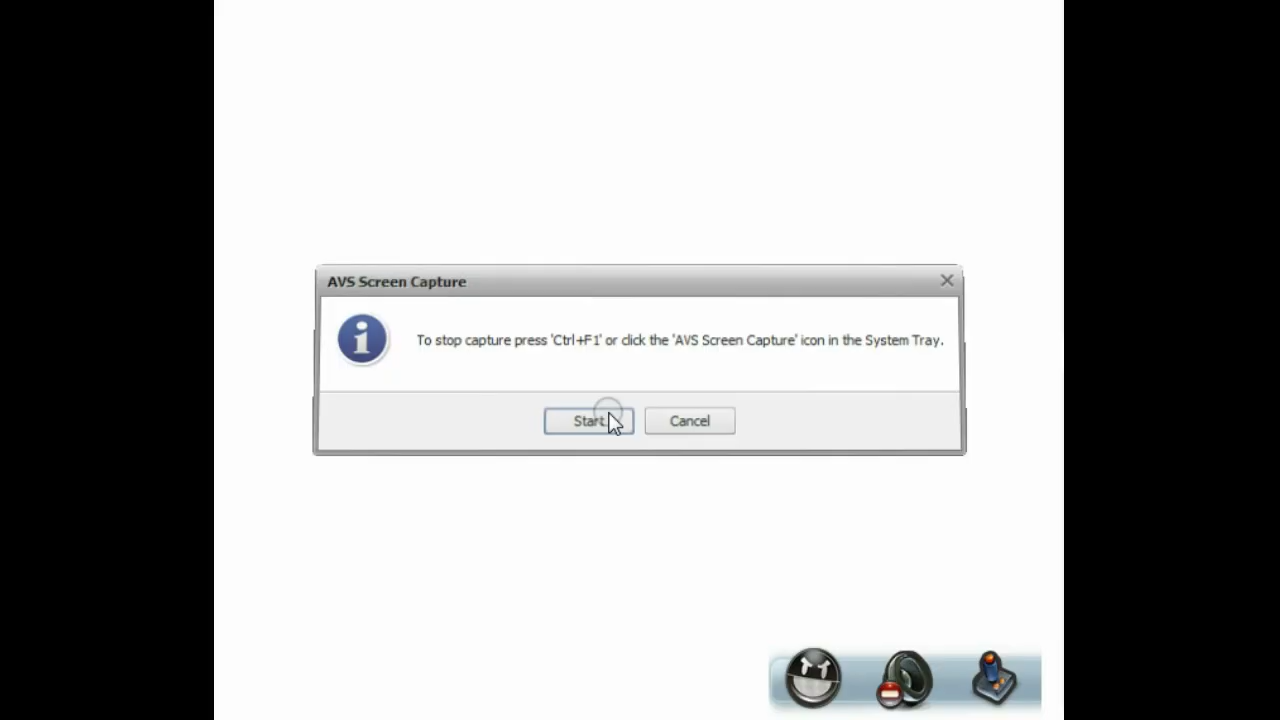 AVS Screen Capture
To stop capture press 'Ctrl+F1' or click the 'AVS Screen Capture' icon in the System Tray.
Start
Cancel